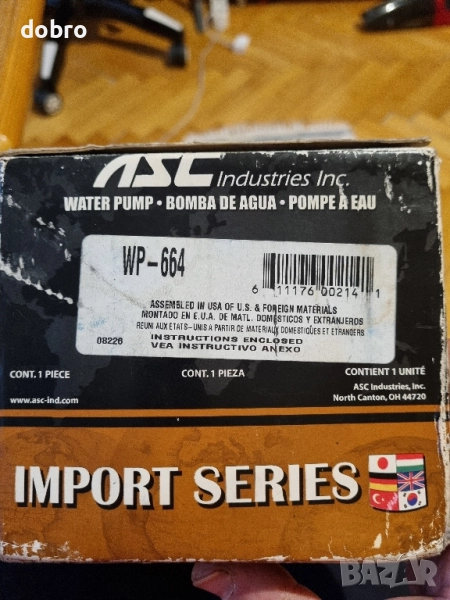 dobro
ASC Industries Inc.
WATER PUMP • BOMBA DE AGUA • POMPE À EAU
WP-664
6 11176 00214 1
ASSEMBLED IN USA OF U.S. & FOREIGN MATERIALS
MONTADO EN E.U.A. DE MATL. DOMESTICOS Y EXTRANJEROS
REUNI AUX ETATS-UNIS A PARTIR DE MATERIAUX DOMESTIQUES ET ETRANGERS
08226 INSTRUCTIONS ENCLOSED
VEA INSTRUCTIVO ANEXO
CONT. 1 PIECE CONT. 1 PIEZA CONTIENT 1 UNITÉ
www.asc-ind.com ASC Industries, Inc.
North Canton, OH 44720
IMPORT SERIES
BAZAR